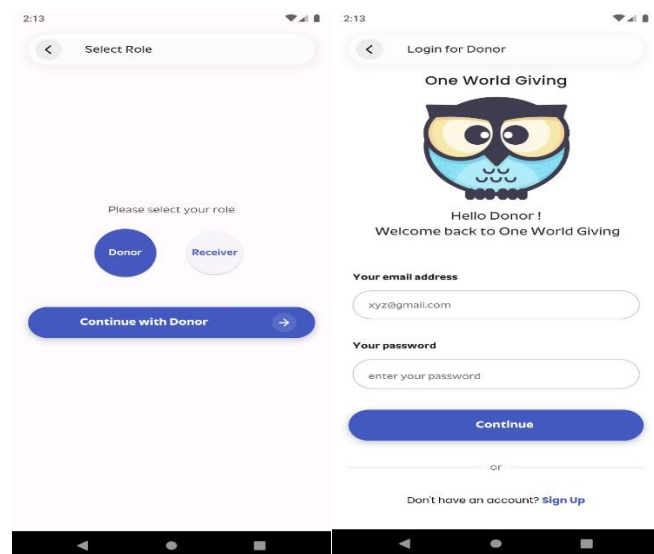 2:13
Select Role
Please select your role
Donor
Receiver
Continue with Donor
2:13
Login for Donor
One World Giving
Hello Donor !
Welcome back to One World Giving
Your email address
xyz@gmail.com
Your password
enter your password
Continue
or
Don't have an account? Sign Up